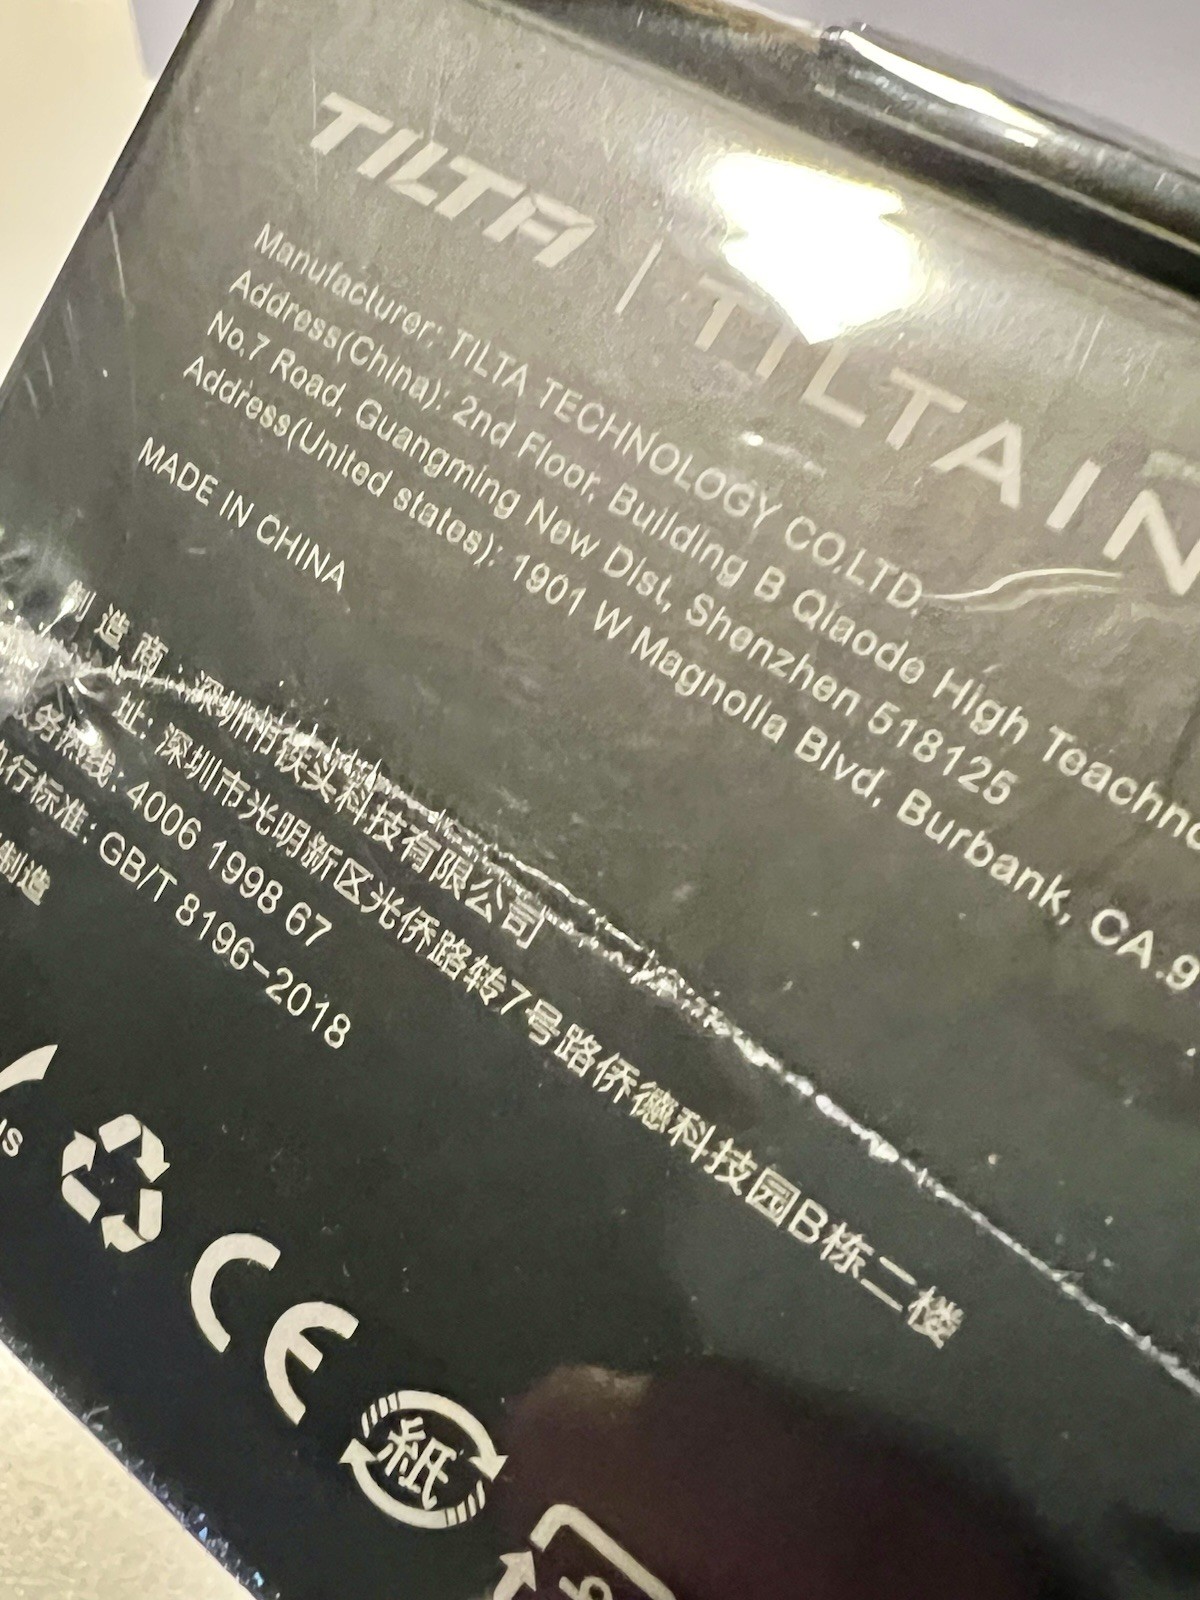 TILTA | TILTAIN
Manufacturer: TILTA TECHNOLOGY CO,LTD.
Address(China): 2nd Floor, Building B Qiaode High Teachno
No.7 Road, Guangming New Dist, Shenzhen 518125
Address(United states): 1901 W Magnolia Blvd, Burbank, CA.9
MADE IN CHINA
制造商:深圳市铁头科技有限公司
址:深圳市光明新区光侨路转7号路侨德科技园B栋二楼
服务热线:4006 1998 67
执行标准:GB/T 8196-2018
制造
CE
紙